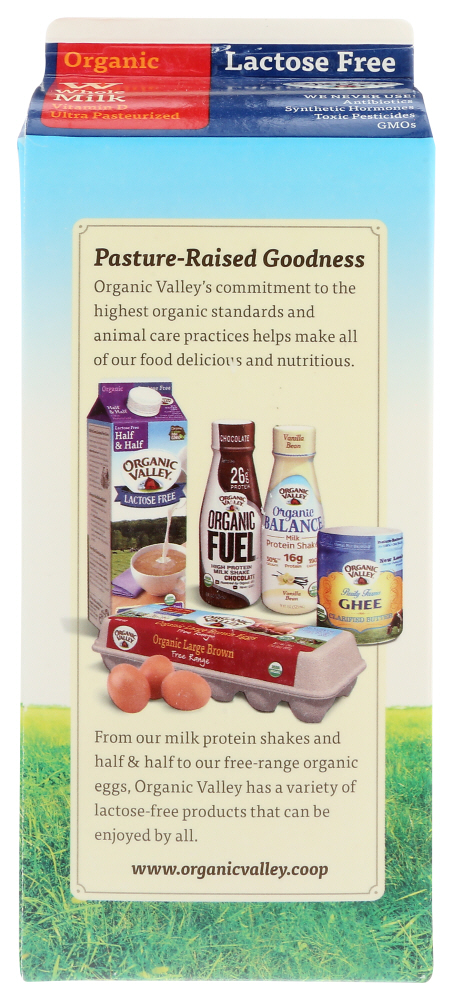 Organic
Lactose Free
Whole
Milk
Vitamin D
Ultra Pasteurized
WE NEVER USE:
Antibiotics
Synthetic Hormones
Toxic Pesticides
GMOs
Pasture-Raised Goodness
Organic Valley's commitment to the
highest organic standards and
animal care practices helps make all
of our food delicious and nutritious.
Organic
Lactose Free
Half
& Half
ORGANIC
VALLEY
LACTOSE FREE
CHOCOLATE
26g
PROTEIN
ORGANIC
VALLEY
ORGANIC
FUEL
HIGH PROTEIN
MILK SHAKE
CHOCOLATE
Vanilla
Bean
ORGANIC
VALLEY
Organic
BALANCE
Milk
Protein Shake
16g
Protein
Vanilla
Bean
ORGANIC
VALLEY
Purity Farms
GHEE
CLARIFIED BUTTER
ORGANIC
VALLEY
Organic Large Brown
Free Range
From our milk protein shakes and
half & half to our free-range organic
eggs, Organic Valley has a variety of
lactose-free products that can be
enjoyed by all.
www.organicvalley.coop